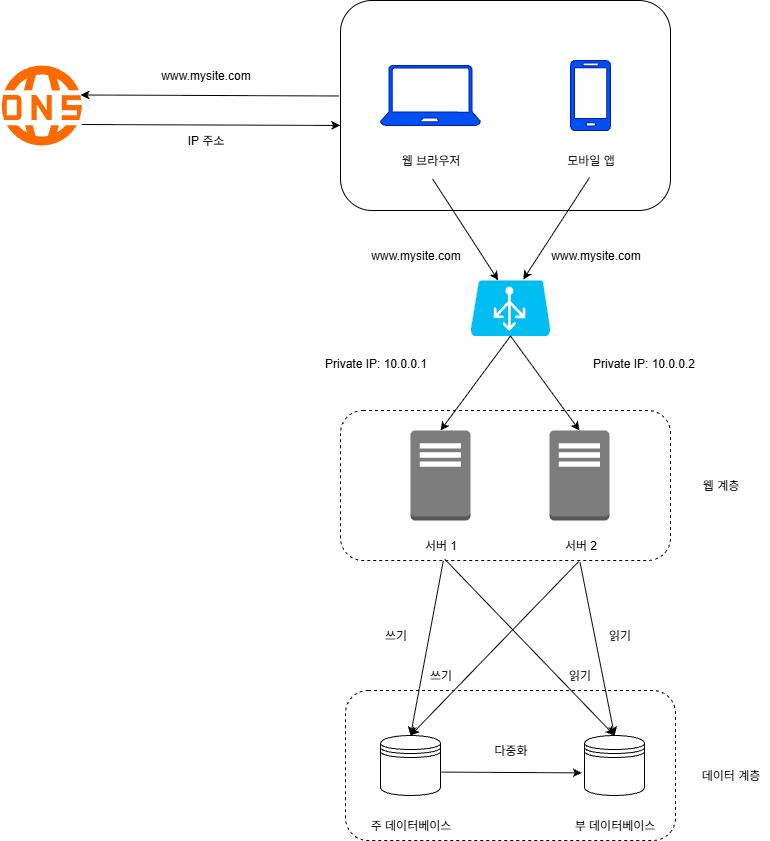 www.mysite.com
DNS
IP 주소
웹 브라우저
모바일 앱
www.mysite.com
www.mysite.com
Private IP: 10.0.0.1
Private IP: 10.0.0.2
웹 계층
서버 1
서버 2
쓰기
읽기
쓰기
읽기
다중화
데이터 계층
주 데이터베이스
부 데이터베이스